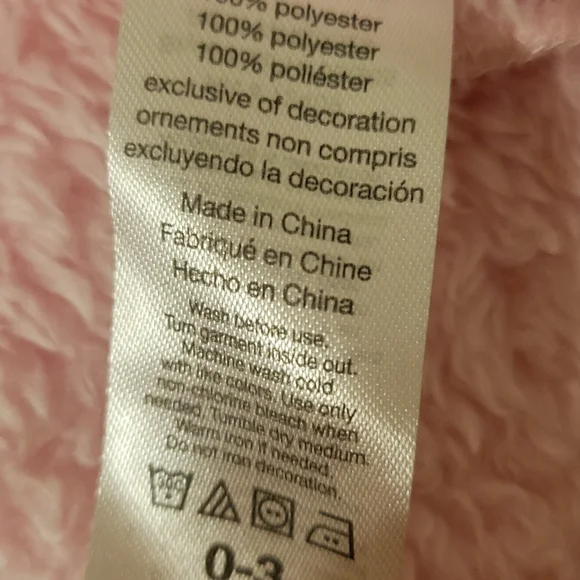 100% polyester
100% polyester
100% poliéster
exclusive of decoration
ornements non compris
excluyendo la decoración
Made in China
Fabriqué en Chine
Hecho en China
Wash before use.
Turn garment inside out.
Machine wash cold
with like colors. Use only
non-chlorine bleach when
needed. Tumble dry medium.
Warm iron if needed.
Do not iron decoration.
0-3